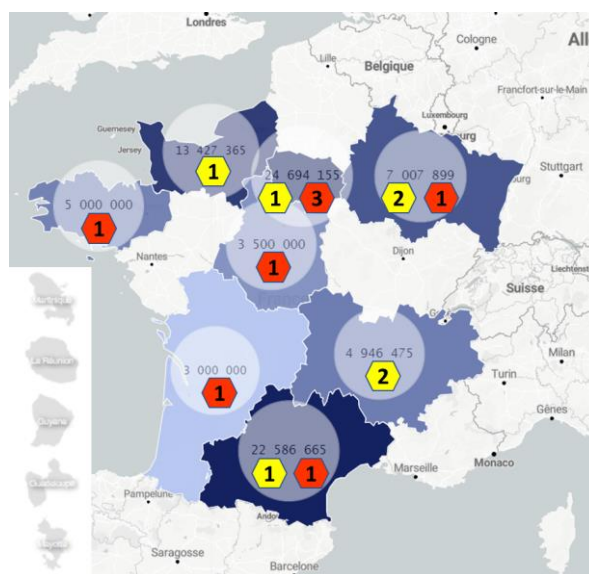 Londres
Cologne
All
Lille
Belgique
Francfort-sur-le-Main
Guernesey
Luxembourg
Jersey
13 427 365
1
24 694 155
1 3
7 007 899
2 1
Stuttgart
5 000 000
1
Nantes
3 500 000
1
Dijon
Liechtenst
Suisse
Martinique
La Réunion
Guyane
Guadeloupe
3 000 000
1
4 946 475
2
Milan
Turin
Gênes
22 586 665
1 1
Marseille
Monaco
Pampelune
Ando
Saragosse
Barcelone